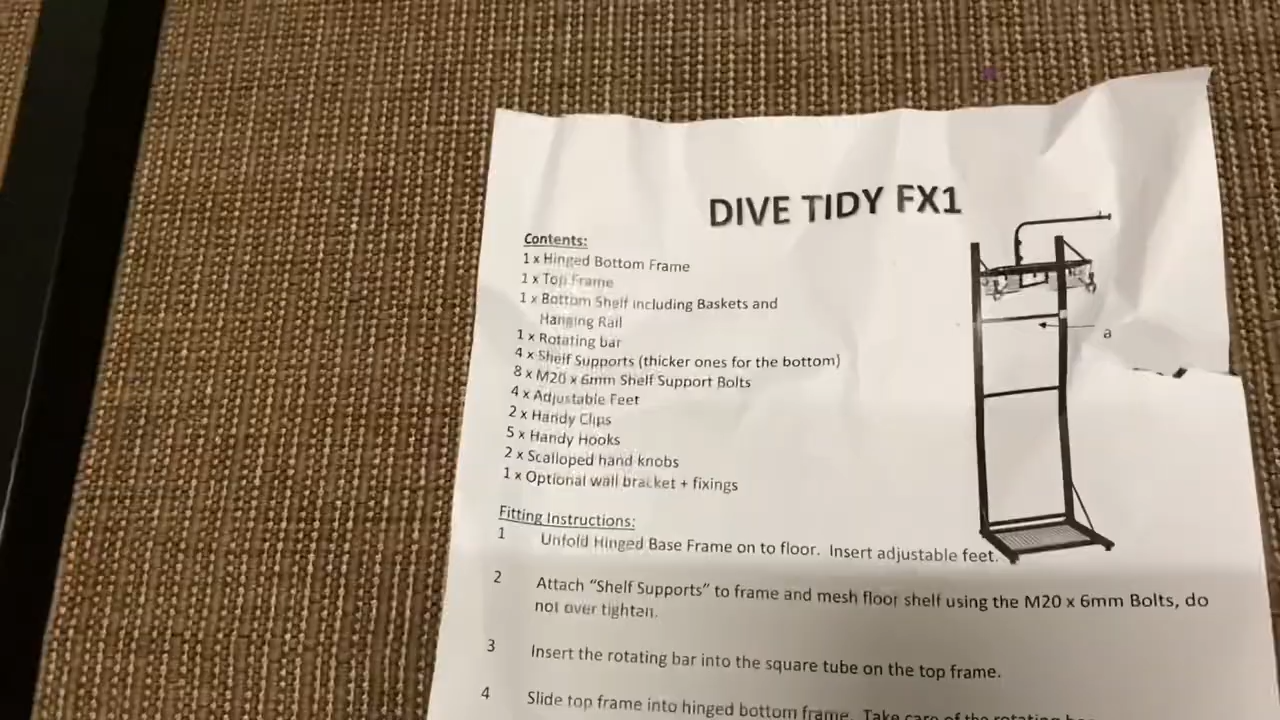 DIVE TIDY FX1
Contents:
1 x Hinged Bottom Frame
1 x Top Frame
1 x Bottom Shelf including Baskets and
Hanging Rail
1 x Rotating bar
4 x Shelf Supports (thicker ones for the bottom)
8 x M20 x 6mm Shelf Support Bolts
4 x Adjustable Feet
2 x Handy Clips
5 x Handy Hooks
2 x Scalloped hand knobs
1 x Optional wall bracket + fixings
a
Fitting Instructions:
1 Unfold Hinged Base Frame on to floor. Insert adjustable feet.
2 Attach “Shelf Supports” to frame and mesh floor shelf using the M20 x 6mm Bolts, do
not over tighten.
3 Insert the rotating bar into the square tube on the top frame.
4 Slide top frame into hinged bottom frame. Take care of the rotating